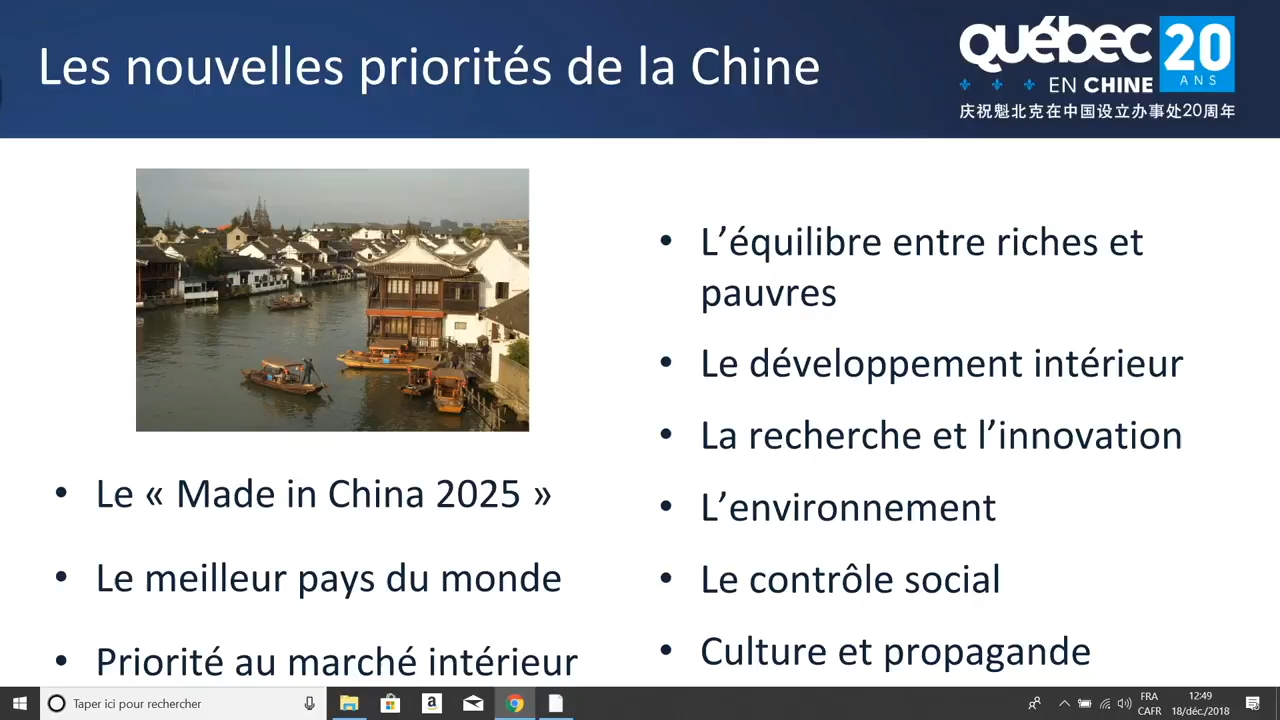 Les nouvelles priorités de la Chine
québec 20
EN CHINE ANS
庆祝魁北克在中国设立办事处20周年
• Le « Made in China 2025 »
• Le meilleur pays du monde
• Priorité au marché intérieur
• L’équilibre entre riches et
pauvres
• Le développement intérieur
• La recherche et l’innovation
• L’environnement
• Le contrôle social
• Culture et propagande
Taper ici pour rechercher
a
FRA
CAFR
12:49
18/déc./2018